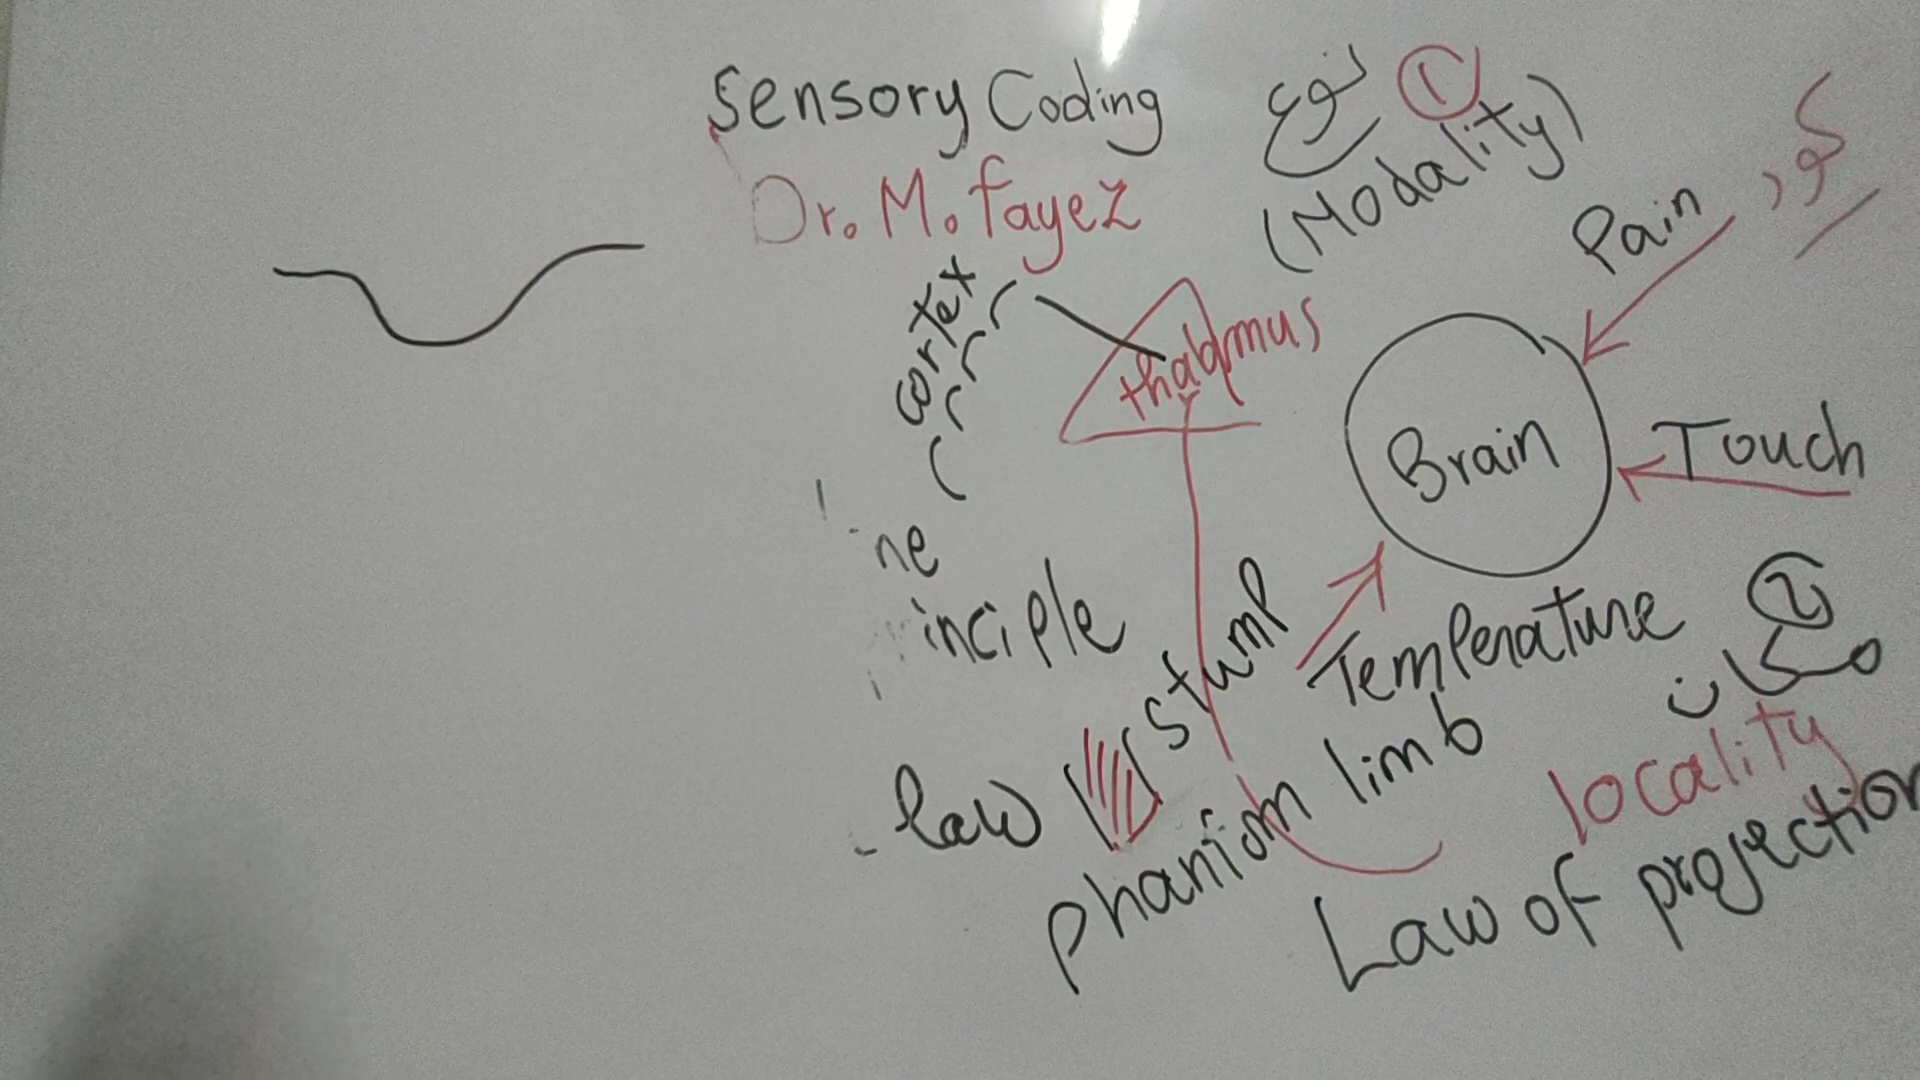 Sensory Coding
Dr. M. Fayez
نوع ①
(Modality)
Pain
cortex
thalamus
Brain
Touch
ne
inciple
stump
Temperature
②
مكان
locality
law
phantom limb
Law of projection